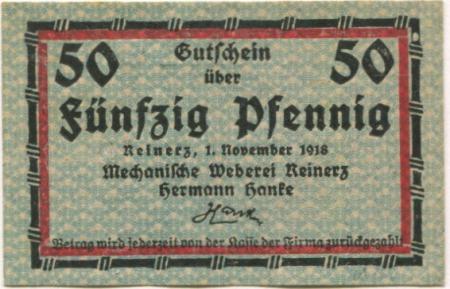 50 Gutschein 50
über
Fünfzig Pfennig
Reinerz, 1. November 1918
Mechanische Weberei Reinerz
Hermann Hanke
Hanke
Betrag wird jederzeit von der Kasse der Firma zurückgezahlt